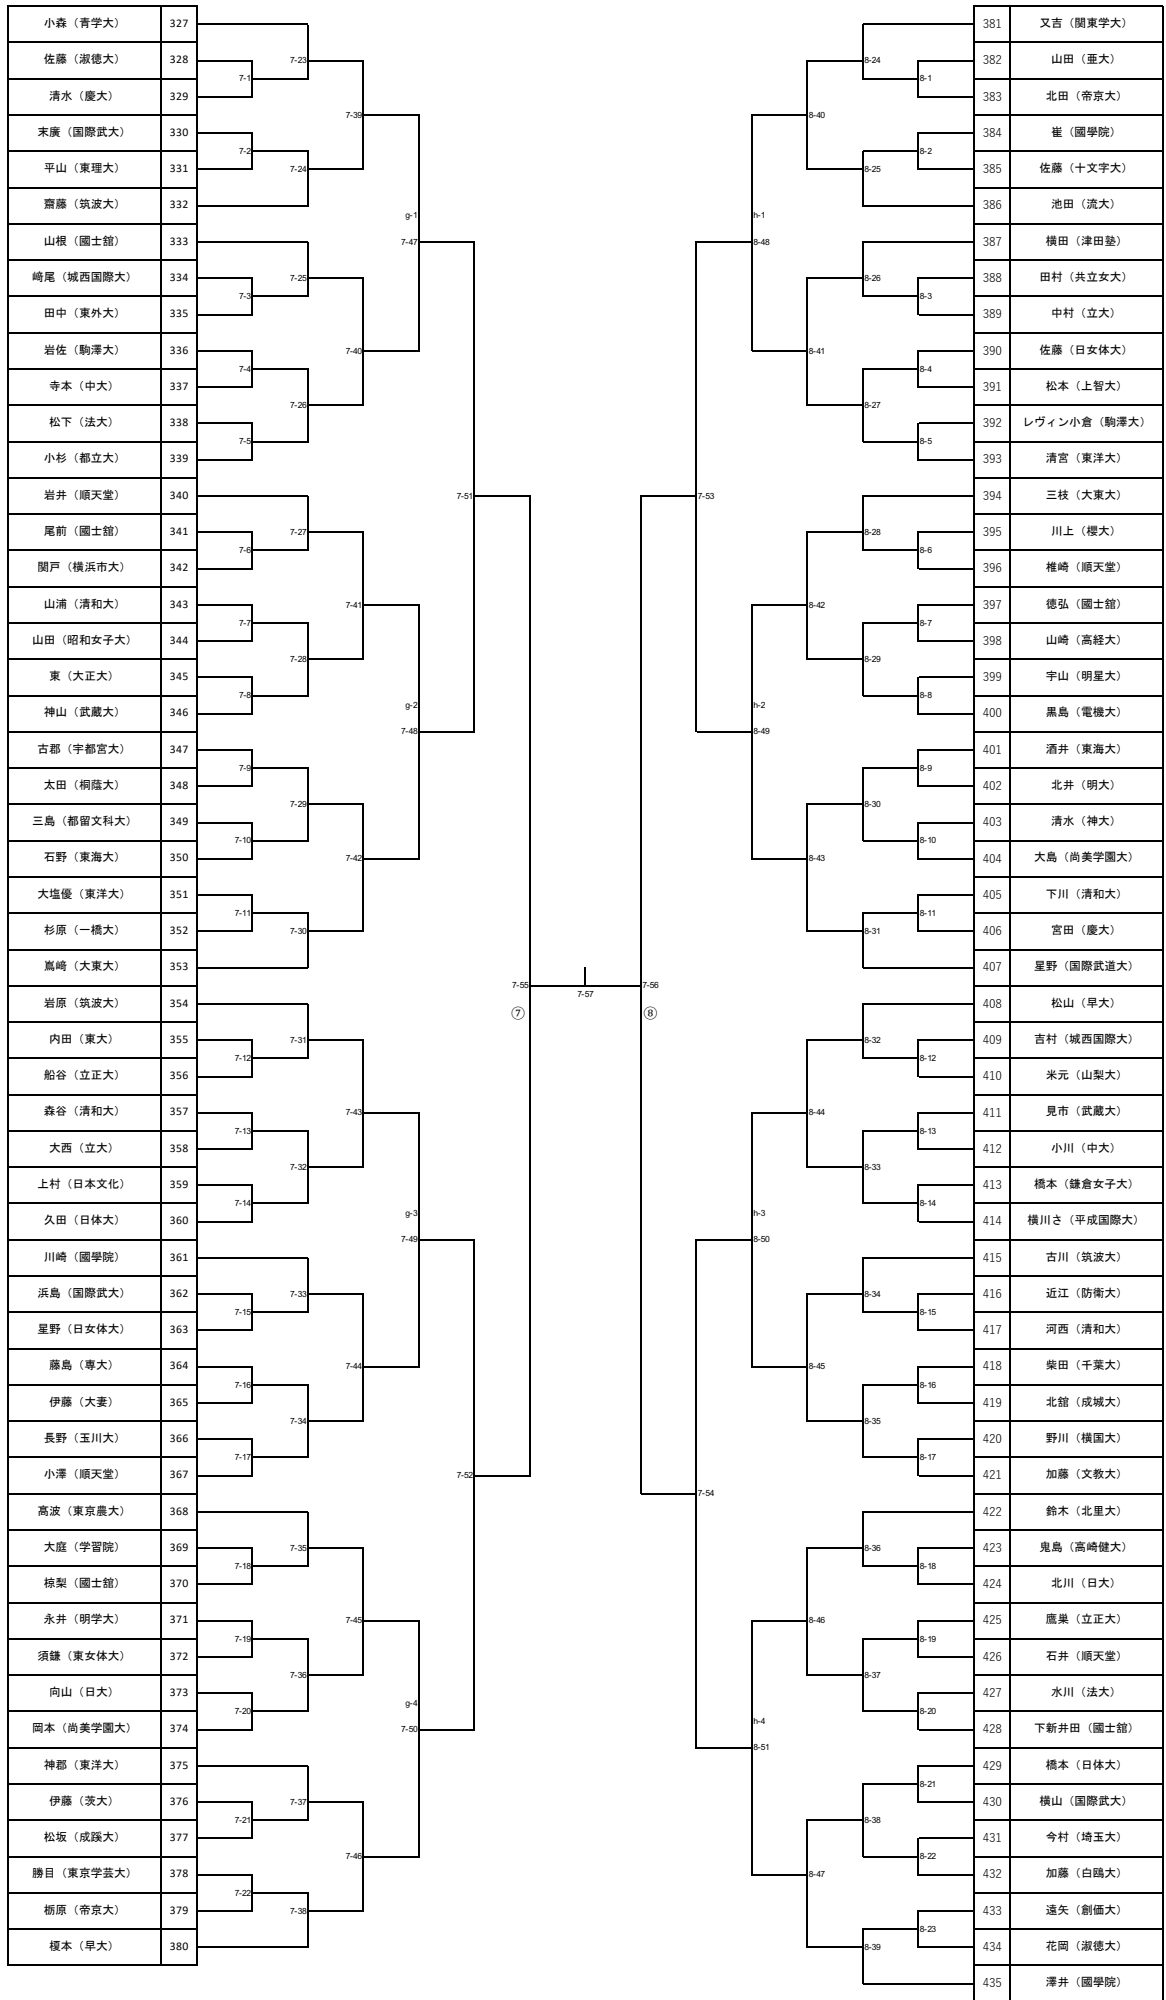 小森（青学大） 327
佐藤（淑徳大） 328
清水（慶大） 329
末廣（国際武大） 330
平山（東理大） 331
齋藤（筑波大） 332
山根（國士舘） 333
﨑尾（城西国際大） 334
田中（東外大） 335
岩佐（駒澤大） 336
寺本（中大） 337
松下（法大） 338
小杉（都立大） 339
岩井（順天堂） 340
尾前（國士舘） 341
関戸（横浜市大） 342
山浦（清和大） 343
山田（昭和女子大） 344
東（大正大） 345
神山（武蔵大） 346
古郡（宇都宮大） 347
太田（桐蔭大） 348
三島（都留文科大） 349
石野（東海大） 350
大塩優（東洋大） 351
杉原（一橋大） 352
嶌﨑（大東大） 353
岩原（筑波大） 354
内田（東大） 355
船谷（立正大） 356
森谷（清和大） 357
大西（立大） 358
上村（日本文化） 359
久田（日体大） 360
川崎（國學院） 361
浜島（国際武大） 362
星野（日女体大） 363
藤島（専大） 364
伊藤（大妻） 365
長野（玉川大） 366
小澤（順天堂） 367
高波（東京農大） 368
大庭（学習院） 369
椋梨（國士舘） 370
永井（明学大） 371
須鎌（東女体大） 372
向山（日大） 373
岡本（尚美学園大） 374
神郡（東洋大） 375
伊藤（茨大） 376
松坂（成蹊大） 377
勝目（東京学芸大） 378
栃原（帝京大） 379
榎本（早大） 380
7-1
7-2
7-3
7-4
7-5
7-6
7-7
7-8
7-9
7-10
7-11
7-12
7-13
7-14
7-15
7-16
7-17
7-18
7-19
7-20
7-21
7-22
7-23
7-24
7-25
7-26
7-27
7-28
7-29
7-30
7-31
7-32
7-33
7-34
7-35
7-36
7-37
7-38
7-39
7-40
7-41
7-42
7-43
7-44
7-45
7-46
g-1
7-47
g-2
7-48
g-3
7-49
g-4
7-50
7-51
7-52
7-55
⑦
7-57
7-56
⑧
7-53
7-54
h-1
8-48
h-2
8-49
h-3
8-50
h-4
8-51
8-40
8-41
8-42
8-43
8-44
8-45
8-46
8-47
8-24
8-25
8-26
8-27
8-28
8-29
8-30
8-31
8-32
8-33
8-34
8-35
8-36
8-37
8-38
8-39
8-1
8-2
8-3
8-4
8-5
8-6
8-7
8-8
8-9
8-10
8-11
8-12
8-13
8-14
8-15
8-16
8-17
8-18
8-19
8-20
8-21
8-22
8-23
381 又吉（関東学大）
382 山田（亜大）
383 北田（帝京大）
384 崔（國學院）
385 佐藤（十文字大）
386 池田（流大）
387 横田（津田塾）
388 田村（共立女大）
389 中村（立大）
390 佐藤（日女体大）
391 松本（上智大）
392 レヴィン小倉（駒澤大）
393 清宮（東洋大）
394 三枝（大東大）
395 川上（櫻大）
396 椎崎（順天堂）
397 徳弘（國士舘）
398 山崎（高経大）
399 宇山（明星大）
400 黒島（電機大）
401 酒井（東海大）
402 北井（明大）
403 清水（神大）
404 大島（尚美学園大）
405 下川（清和大）
406 宮田（慶大）
407 星野（国際武道大）
408 松山（早大）
409 吉村（城西国際大）
410 米元（山梨大）
411 見市（武蔵大）
412 小川（中大）
413 橋本（鎌倉女子大）
414 横川さ（平成国際大）
415 古川（筑波大）
416 近江（防衛大）
417 河西（清和大）
418 柴田（千葉大）
419 北舘（成城大）
420 野川（横国大）
421 加藤（文教大）
422 鈴木（北里大）
423 鬼島（高崎健大）
424 北川（日大）
425 鷹巣（立正大）
426 石井（順天堂）
427 水川（法大）
428 下新井田（國士舘）
429 橋本（日体大）
430 横山（国際武大）
431 今村（埼玉大）
432 加藤（白鴎大）
433 遠矢（創価大）
434 花岡（淑徳大）
435 澤井（國學院）